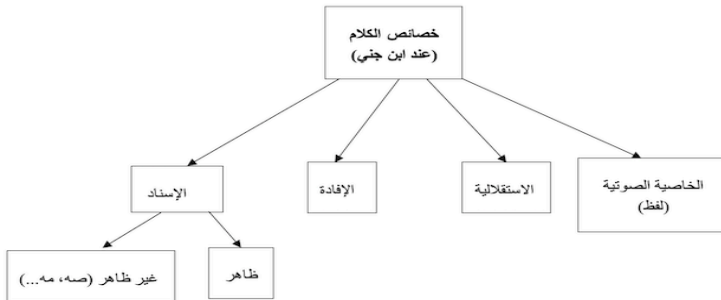 خصائص الكلام
(عند ابن جني)
الخاصية الصوتية
(لفظ)
الاستقلالية
الإفادة
الإسناد
ظاهر
غير ظاهر (صه، مه...)